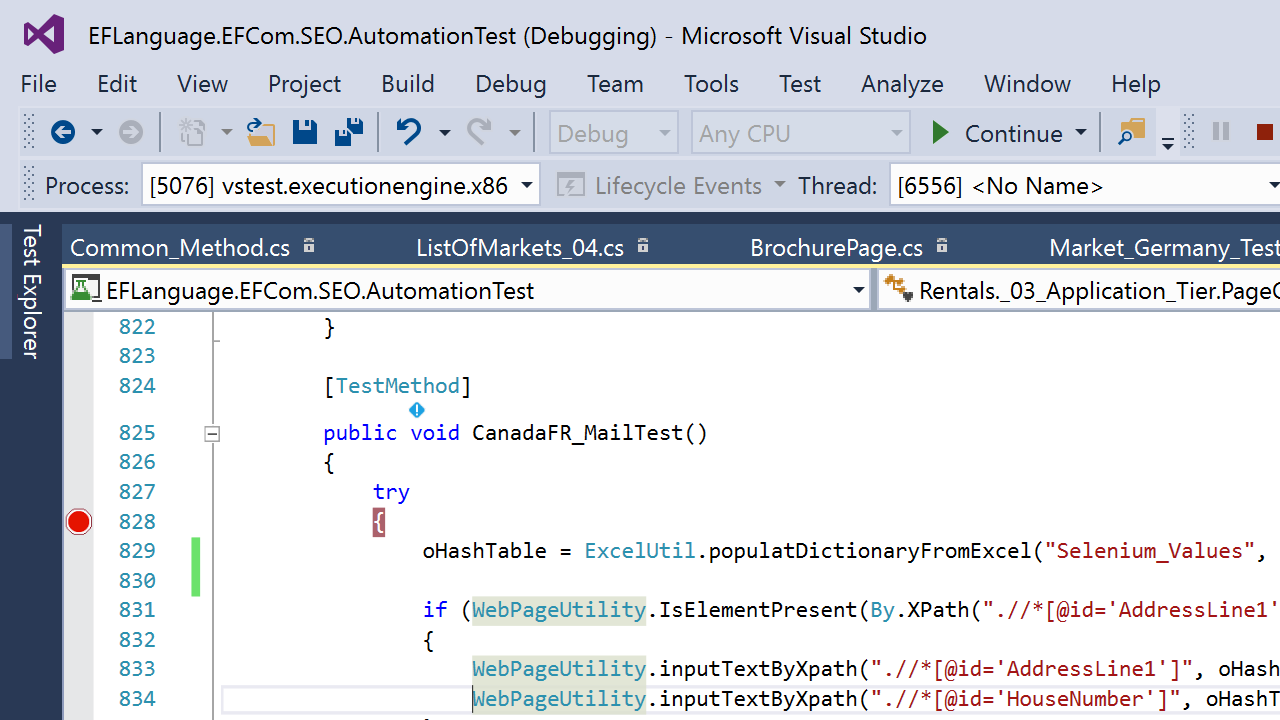 EFLanguage.EFCom.SEO.AutomationTest (Debugging) - Microsoft Visual Studio
File Edit View Project Build Debug Team Tools Test Analyze Window Help
Debug Any CPU Continue
Process: [5076] vstest.executionengine.x86 Lifecycle Events Thread: [6556] <No Name>
Test Explorer
Common_Method.cs ListOfMarkets_04.cs BrochurePage.cs Market_Germany_Test
EFLanguage.EFCom.SEO.AutomationTest Rentals._03_Application_Tier.PageC
822 }
823
824 [TestMethod]
825 public void CanadaFR_MailTest()
826 {
827 try
828 {
829 oHashTable = ExcelUtil.populatDictionaryFromExcel("Selenium_Values",
830
831 if (WebPageUtility.IsElementPresent(By.XPath(".//*[@id='AddressLine1'
832 {
833 WebPageUtility.inputTextByXpath(".//*[@id='AddressLine1']", oHash
834 WebPageUtility.inputTextByXpath(".//*[@id='HouseNumber']", oHashT